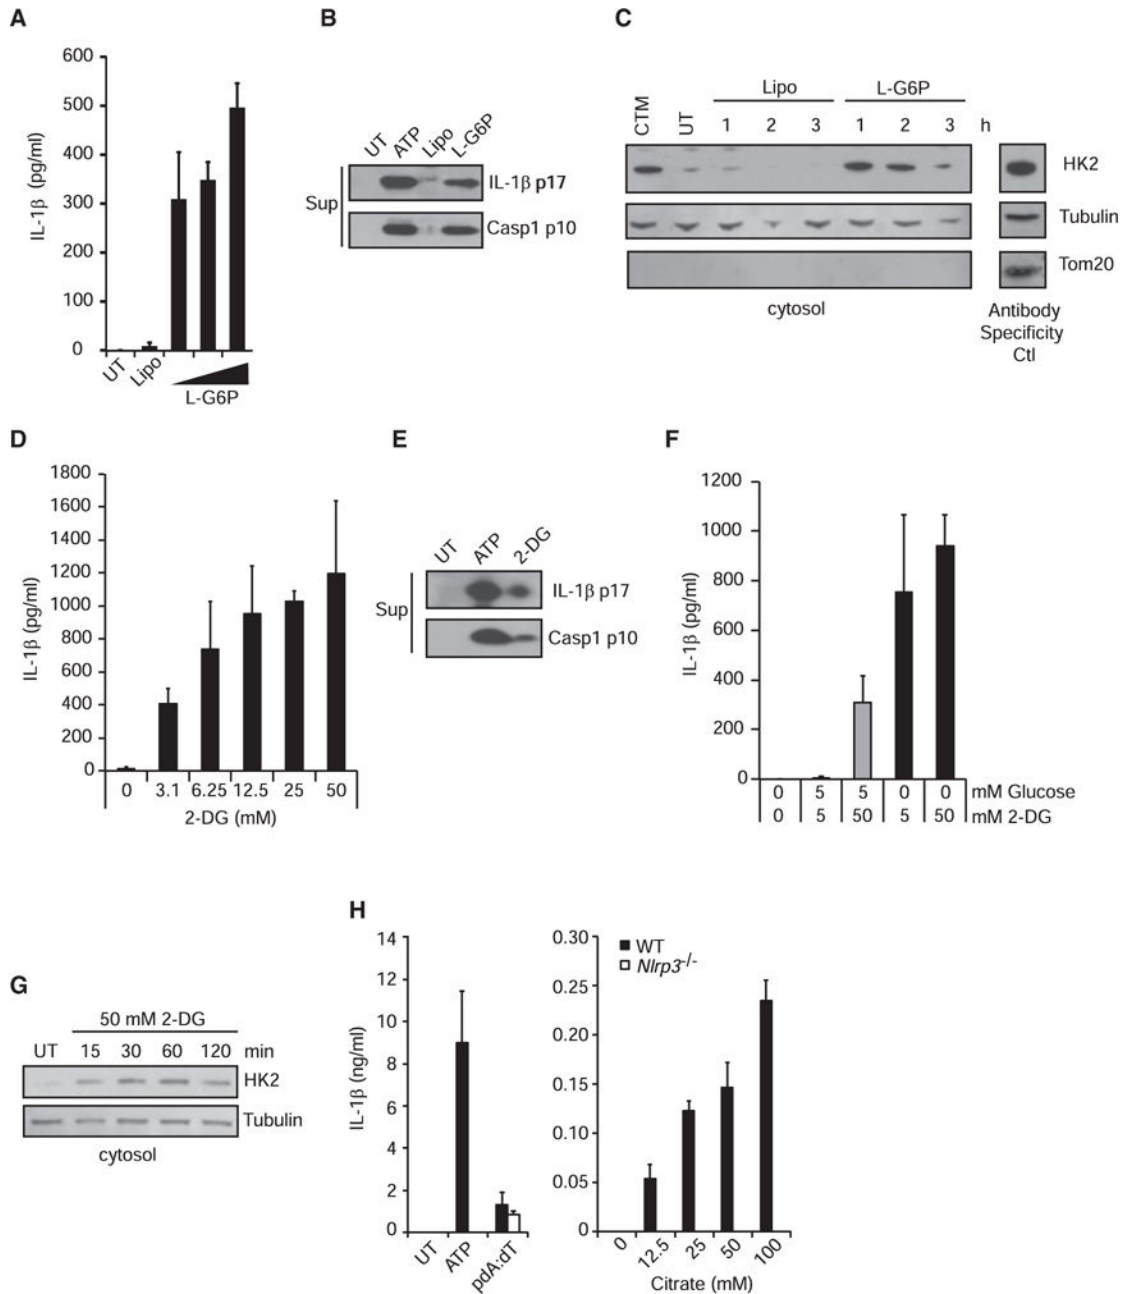 A
600
500
400
300
200
100
0
IL-1β (pg/ml)
UT
Lipo
L-G6P
B
UT
ATP
Lipo
L-G6P
Sup
IL-1β p17
Casp1 p10
C
CTM
UT
Lipo
L-G6P
1 2 3 1 2 3 h
HK2
Tubulin
Tom20
cytosol
Antibody
Specificity
Ctl
D
1800
1600
1400
1200
1000
800
600
400
200
0
IL-1β (pg/ml)
0 3.1 6.25 12.5 25 50
2-DG (mM)
E
UT
ATP
2-DG
Sup
IL-1β p17
Casp1 p10
F
1200
1000
800
600
400
200
0
IL-1β (pg/ml)
0 5 5 0 0 mM Glucose
0 5 50 5 50 mM 2-DG
G
50 mM 2-DG
UT 15 30 60 120 min
HK2
Tubulin
cytosol
H
14
12
10
8
6
4
2
0
IL-1β (ng/ml)
UT
ATP
pdA:dT
0.30
0.25
0.20
0.15
0.10
0.05
0
WT
Nlrp3-/-
0
12.5
25
50
100
Citrate (mM)